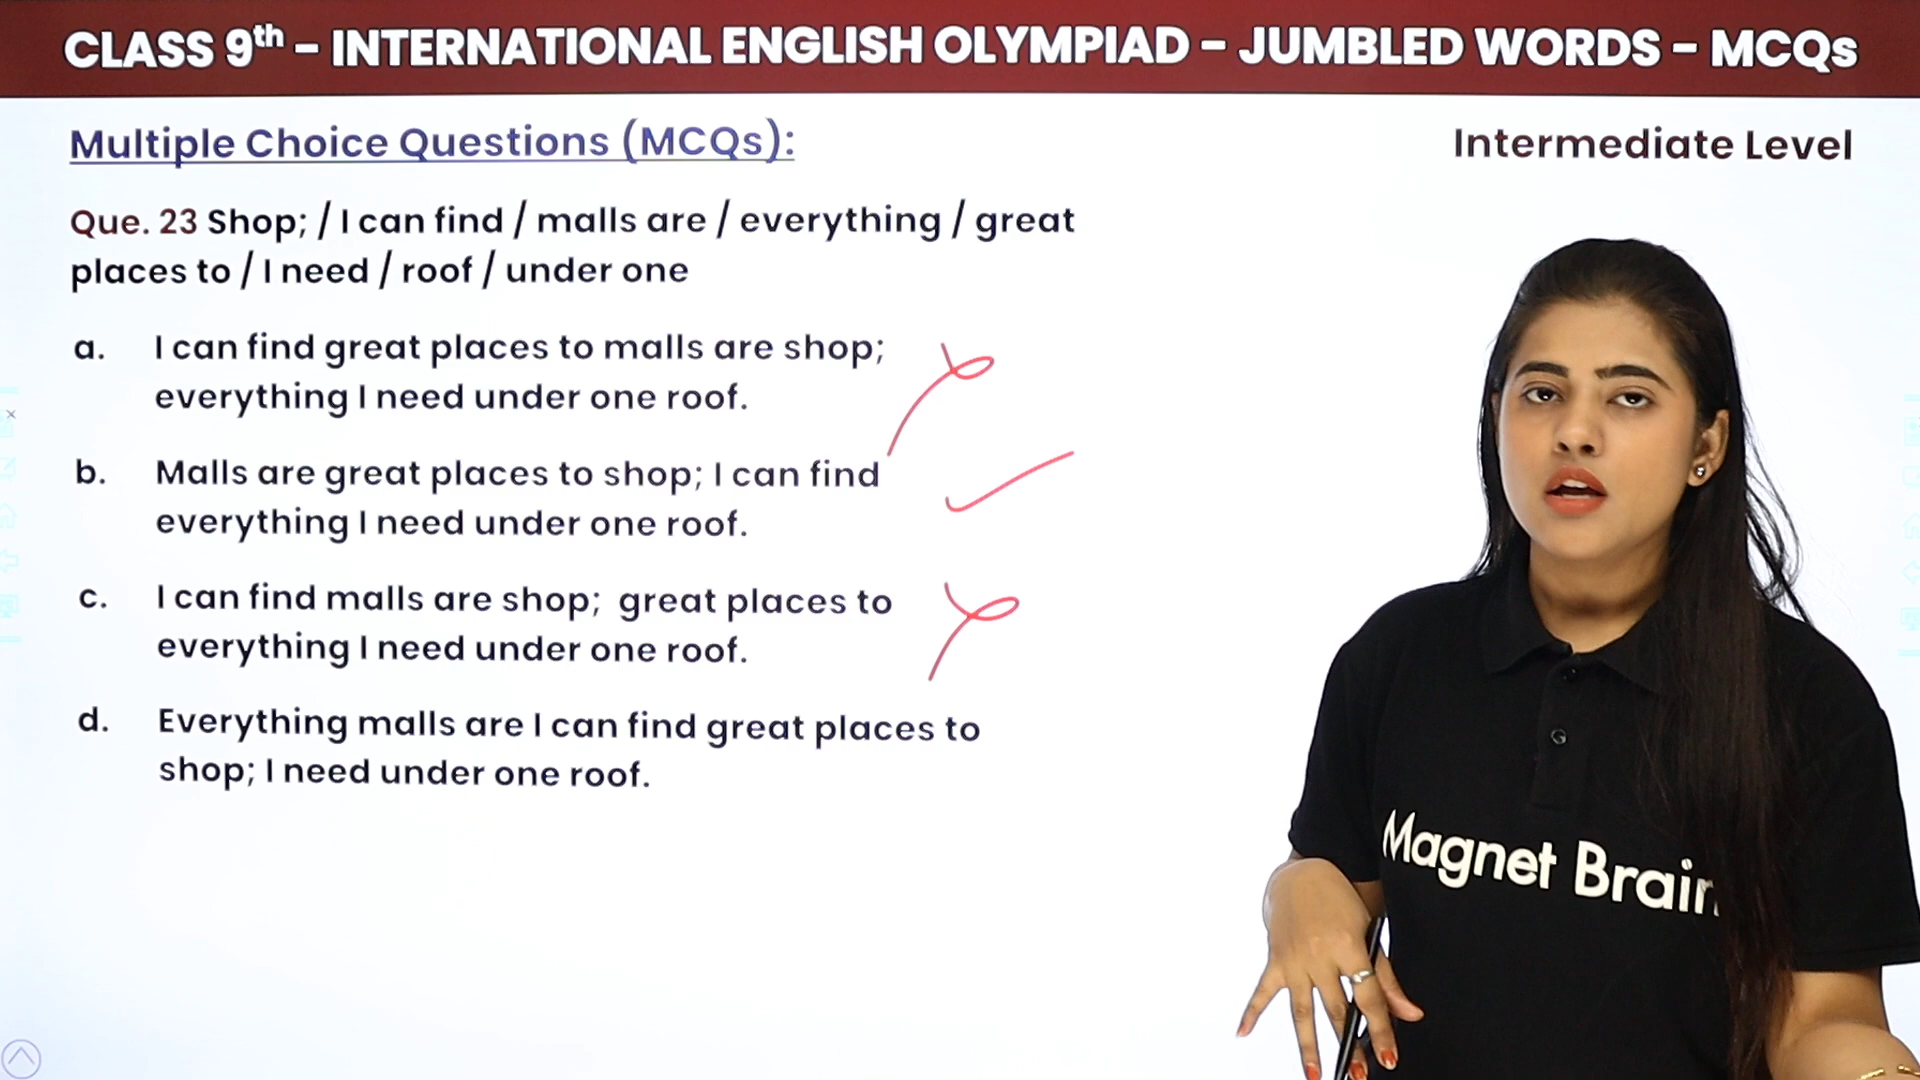 CLASS 9th - INTERNATIONAL ENGLISH OLYMPIAD - JUMBLED WORDS - MCQs
Multiple Choice Questions (MCQs):
Intermediate Level
Que. 23 Shop; / I can find / malls are / everything / great
places to / I need / roof / under one
a. I can find great places to malls are shop;
everything I need under one roof.
b. Malls are great places to shop; I can find
everything I need under one roof.
c. I can find malls are shop; great places to
everything I need under one roof.
d. Everything malls are I can find great places to
shop; I need under one roof.
Magnet Brain